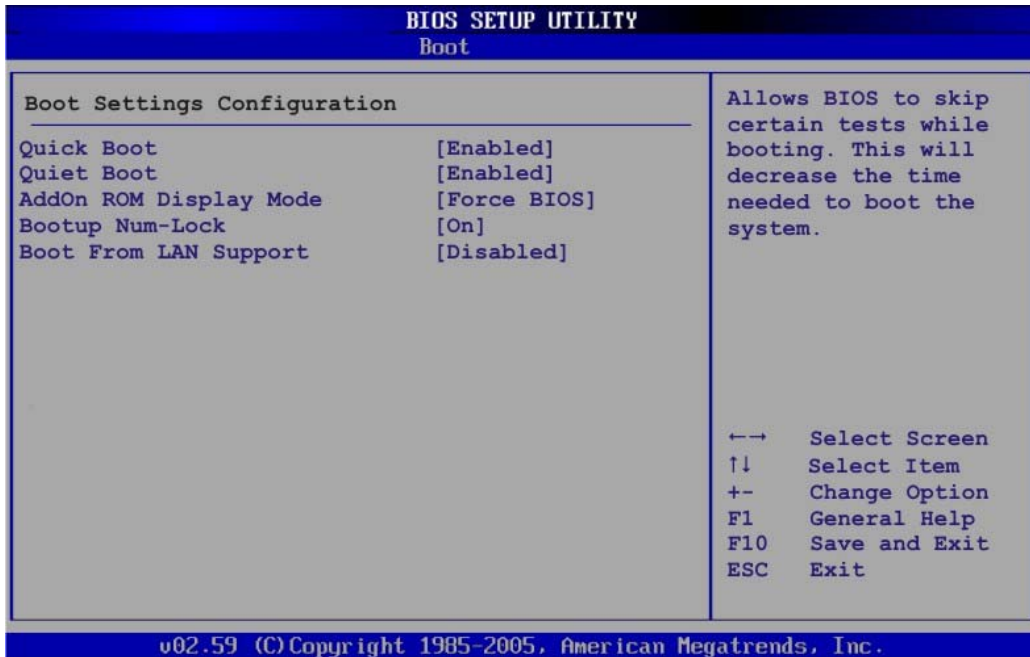 BIOS SETUP UTILITY
Boot
Boot Settings Configuration
Quick Boot [Enabled]
Quiet Boot [Enabled]
AddOn ROM Display Mode [Force BIOS]
Bootup Num-Lock [On]
Boot From LAN Support [Disabled]
Allows BIOS to skip
certain tests while
booting. This will
decrease the time
needed to boot the
system.
←→ Select Screen
↑↓ Select Item
+- Change Option
F1 General Help
F10 Save and Exit
ESC Exit
v02.59 (C)Copyright 1985-2005, American Megatrends, Inc.